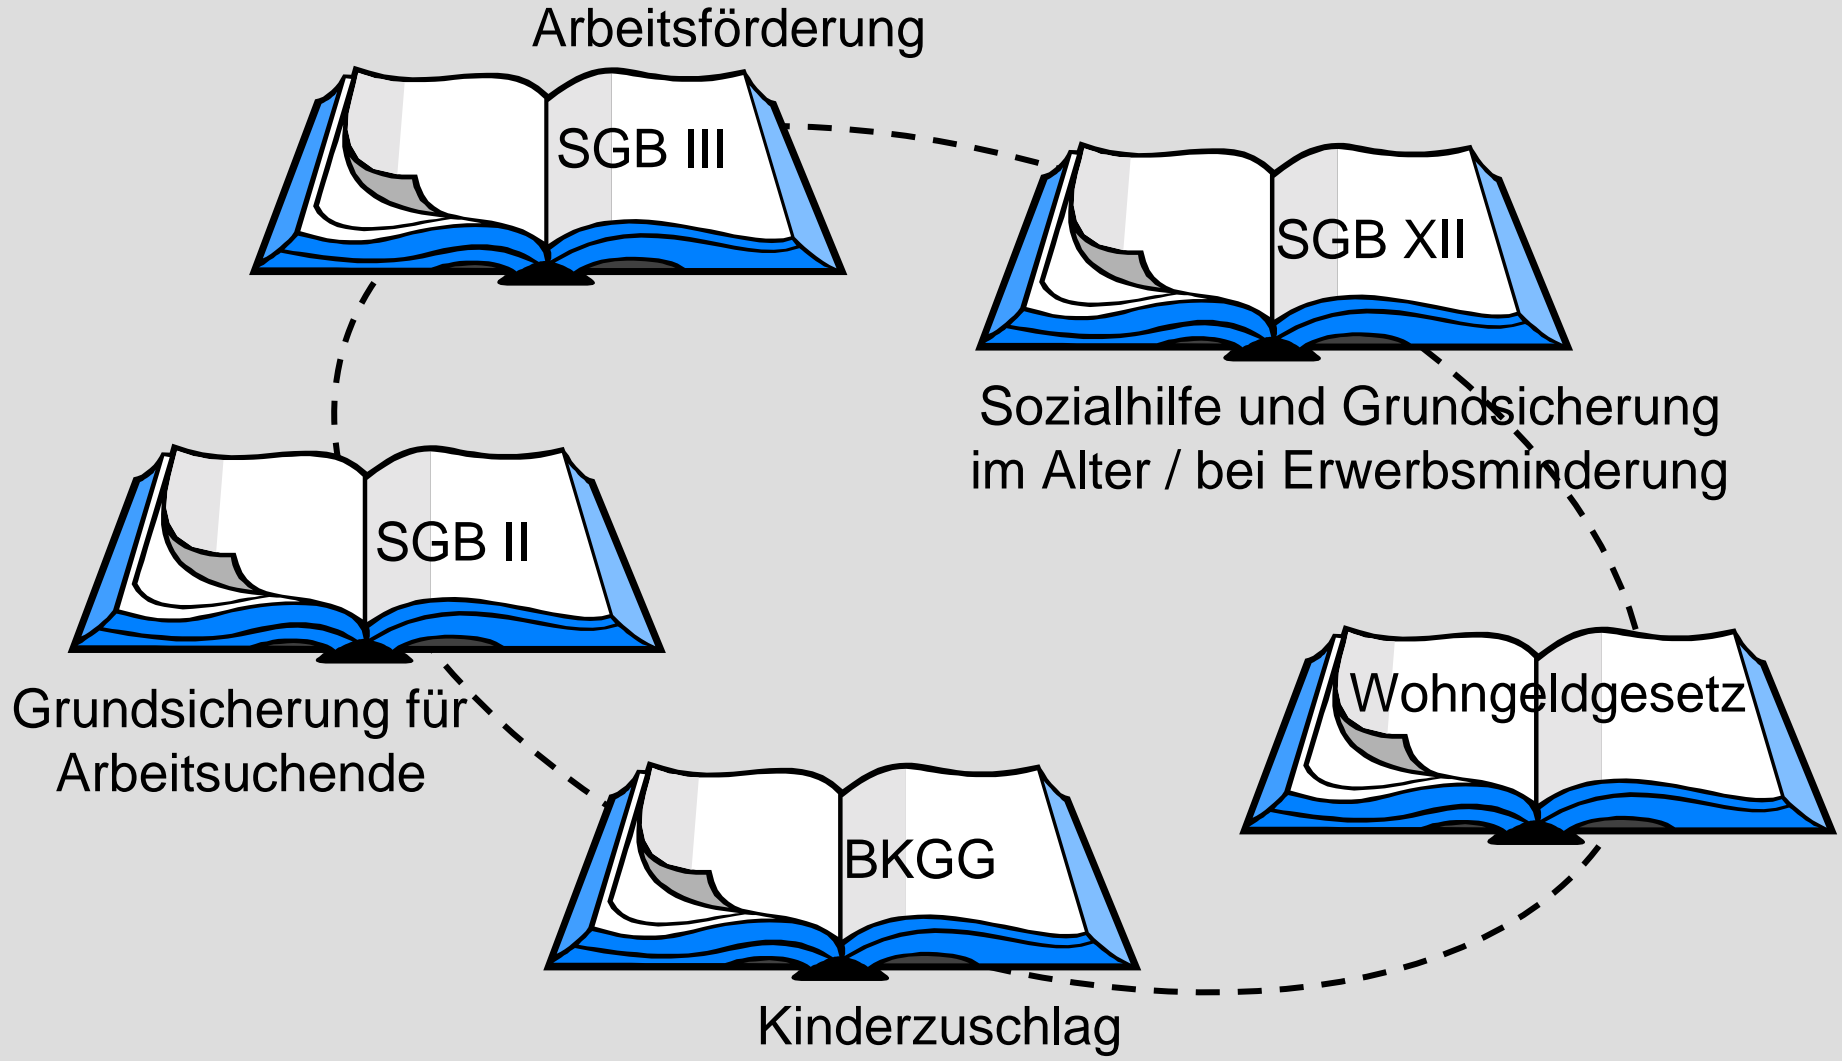 Arbeitsförderung
SGB III
SGB XII
Sozialhilfe und Grundsicherung
im Alter / bei Erwerbsminderung
SGB II
Grundsicherung für
Arbeitsuchende
Wohngeldgesetz
BKGG
Kinderzuschlag